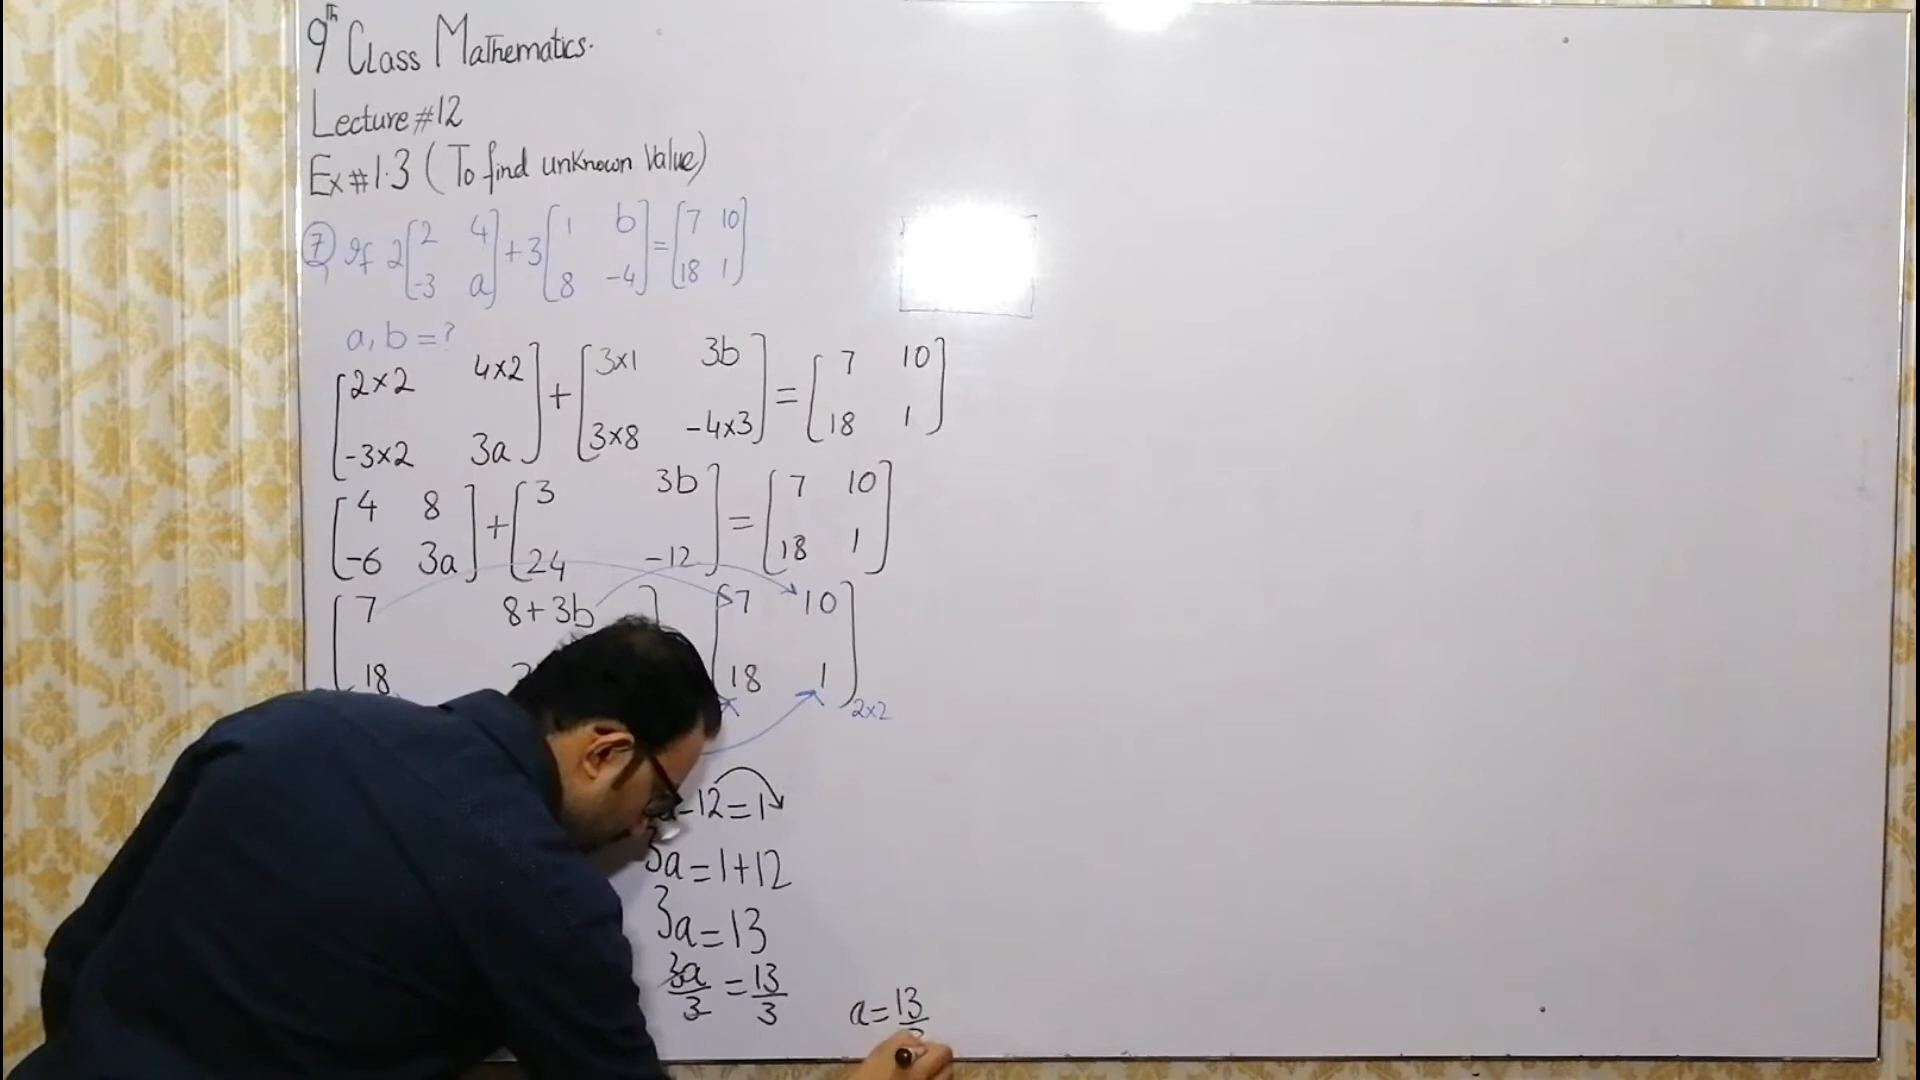 9th Class Mathematics.
Lecture #12
Ex#1.3 (To find unknown Value)
⑦ If 2[2 4] + 3[1 b] = [7 10]
[-3 a] [8 -4] [18 1]
a, b = ?
[2×2 4×2] + [3×1 3b] = [7 10]
[-3×2 3a] [3×8 -4×3] [18 1]
[4 8] + [3 3b] = [7 10]
[-6 3a] [24 -12] [18 1]
[7 8+3b] [7 10]
[18 [18 1] 2×2
-12=1
3a=1+12
3a=13
3a/3 = 13/3
a=13